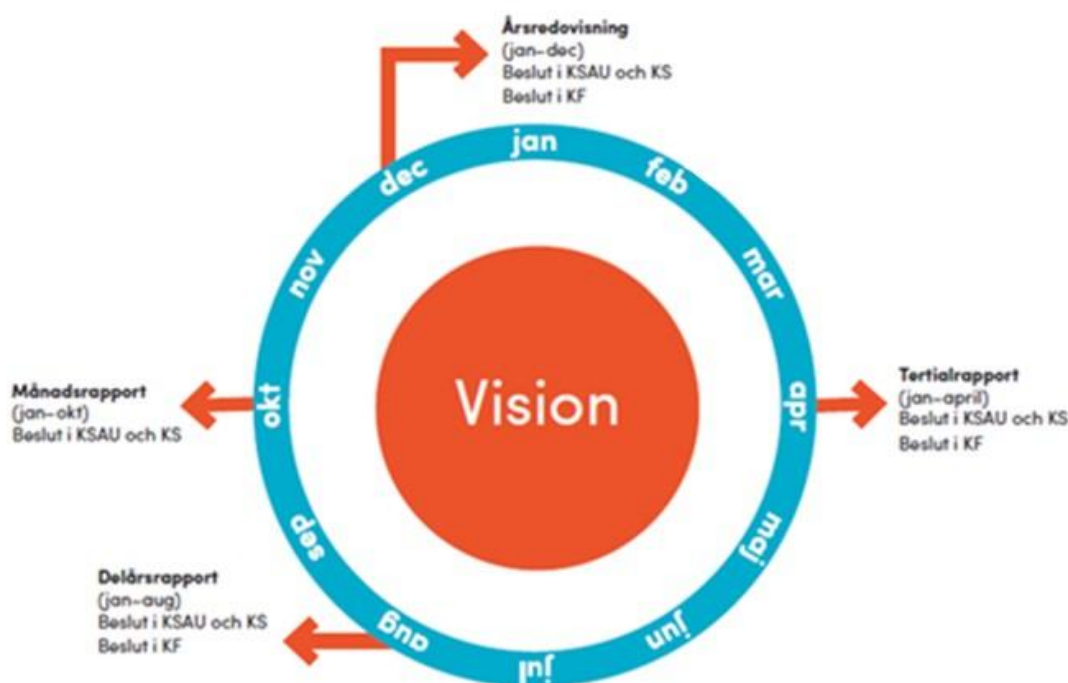 Årsredovisning
(jan-dec)
Beslut i KSAU och KS
Beslut i KF
jan
feb
mar
apr
maj
jun
jul
aug
sep
okt
nov
dec
Vision
Tertialrapport
(jan-april)
Beslut i KSAU och KS
Beslut i KF
Delårsrapport
(jan-aug)
Beslut i KSAU och KS
Beslut i KF
Månadsrapport
(jan-okt)
Beslut i KSAU och KS